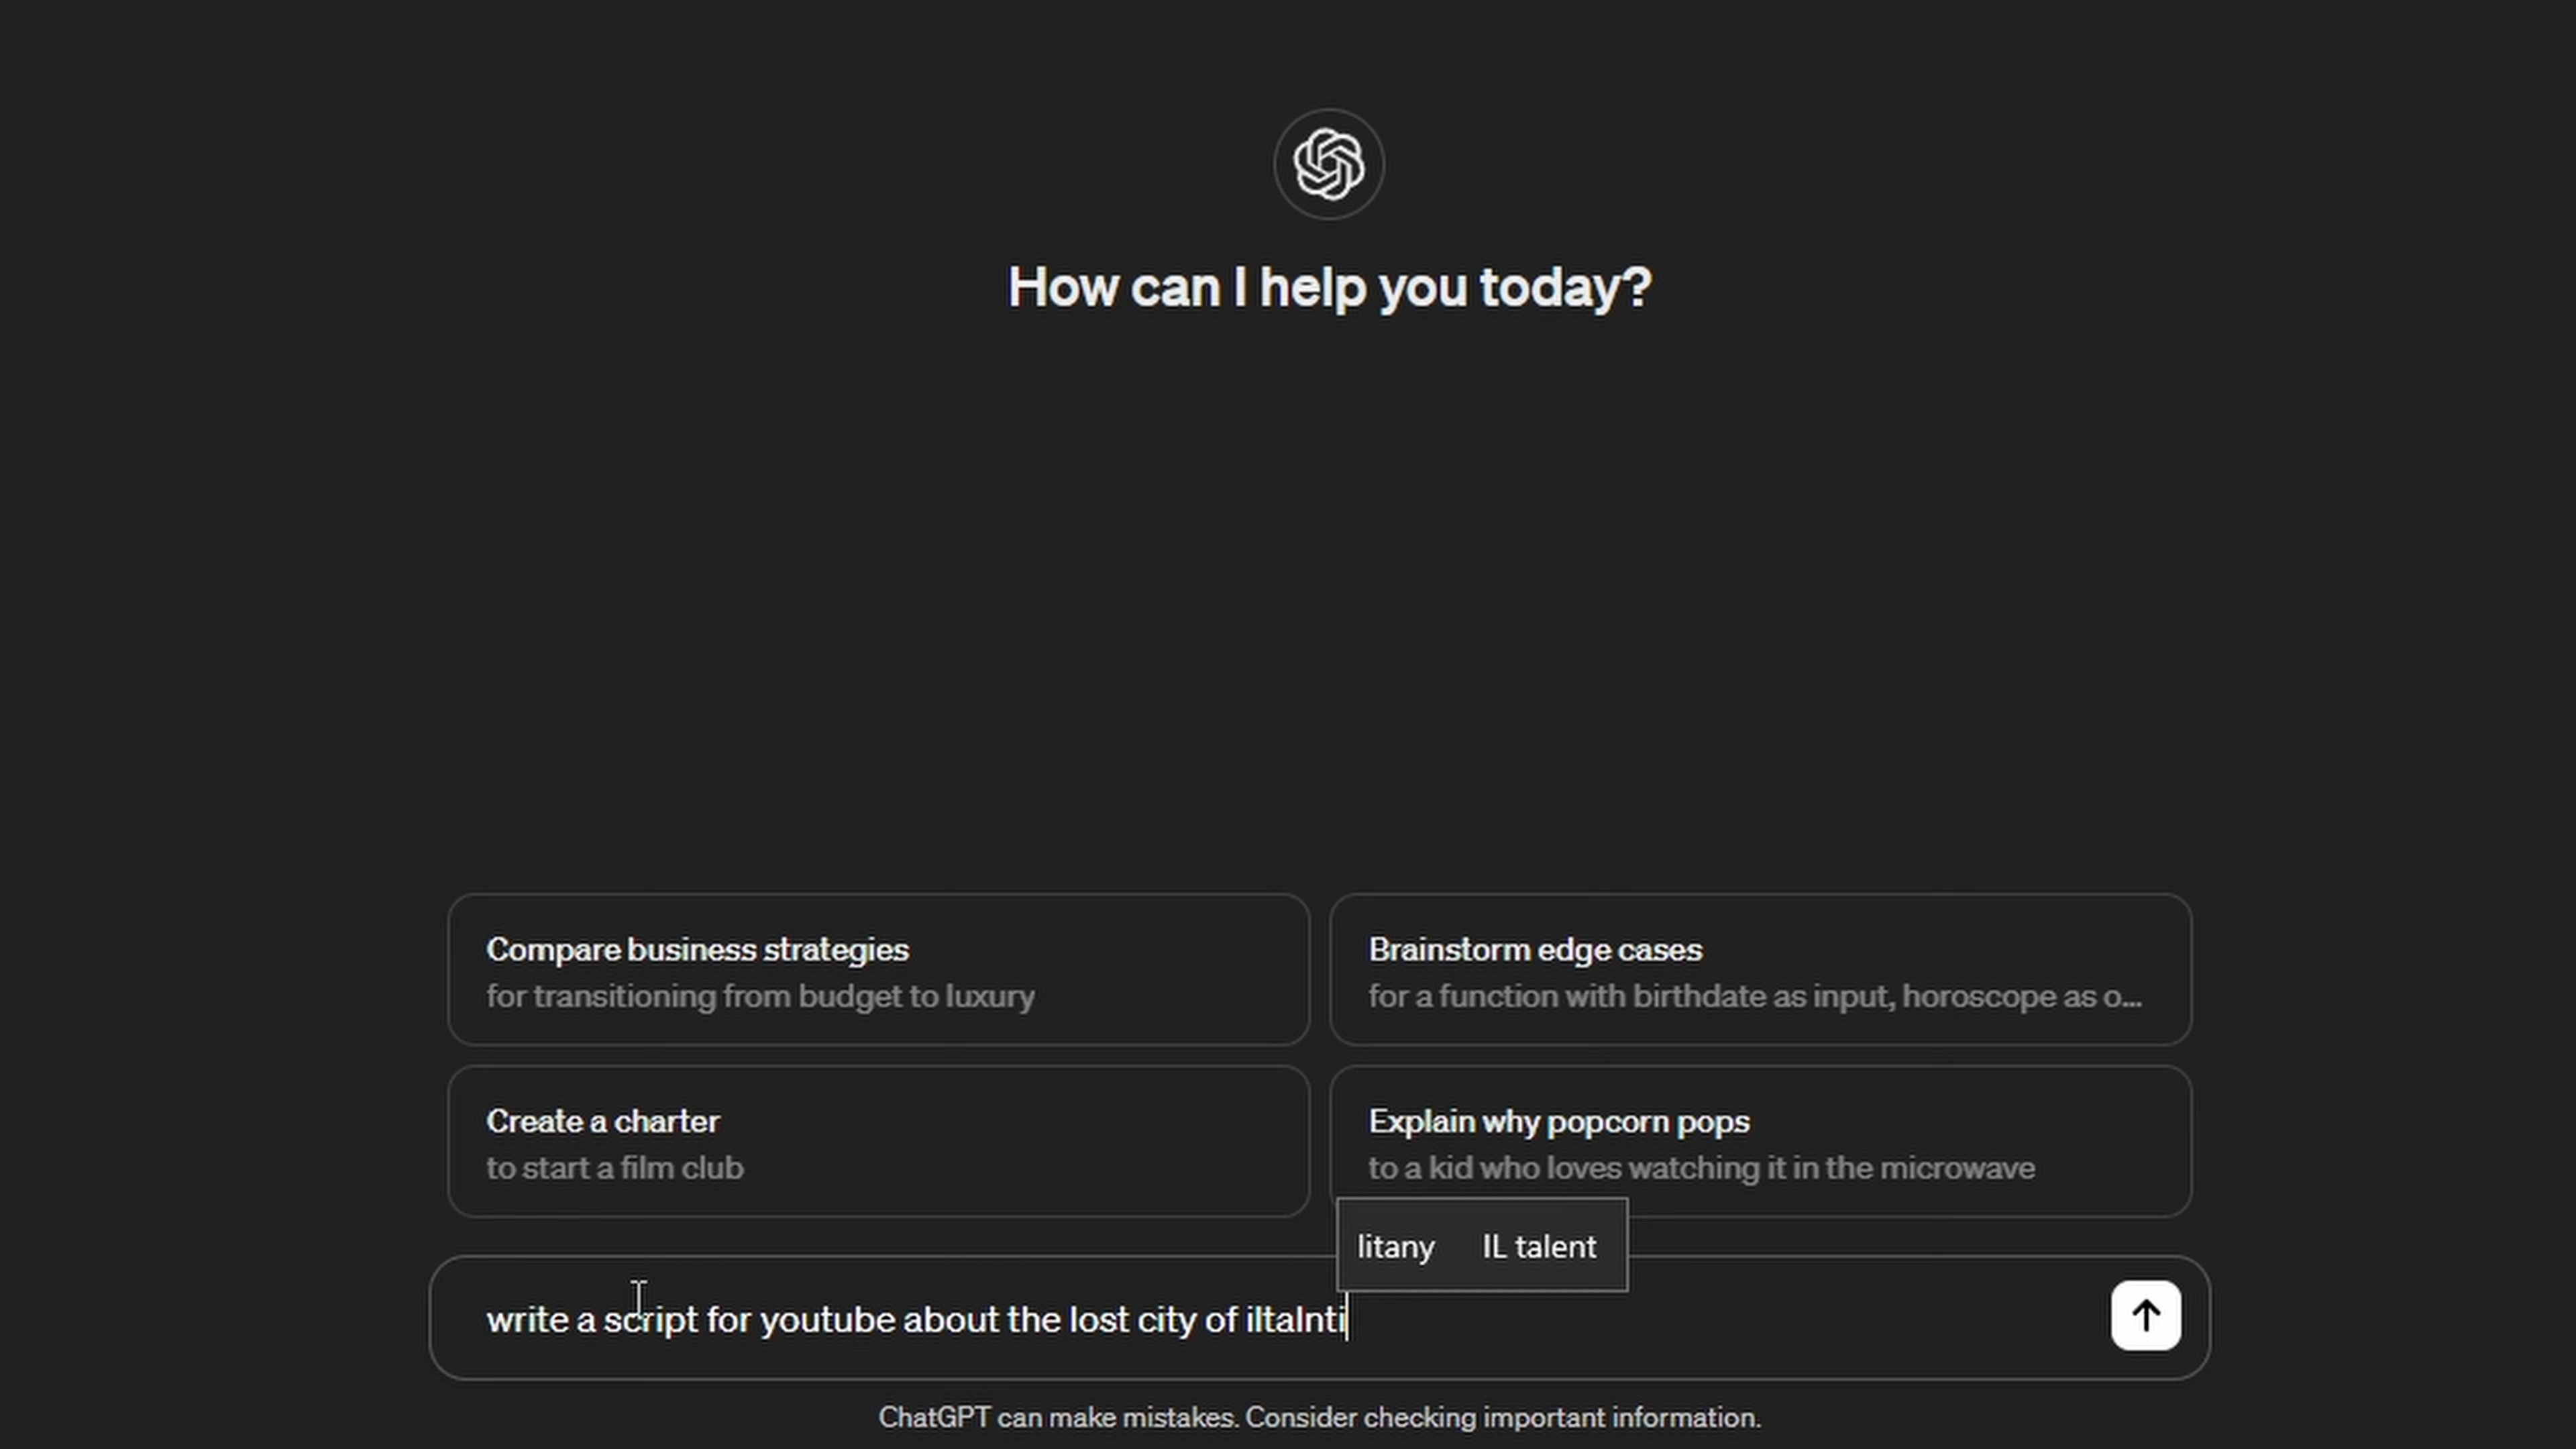 How can I help you today?
Compare business strategies
for transitioning from budget to luxury
Brainstorm edge cases
for a function with birthdate as input, horoscope as o...
Create a charter
to start a film club
Explain why popcorn pops
to a kid who loves watching it in the microwave
litany IL talent
write a script for youtube about the lost city of iltalnti
ChatGPT can make mistakes. Consider checking important information.